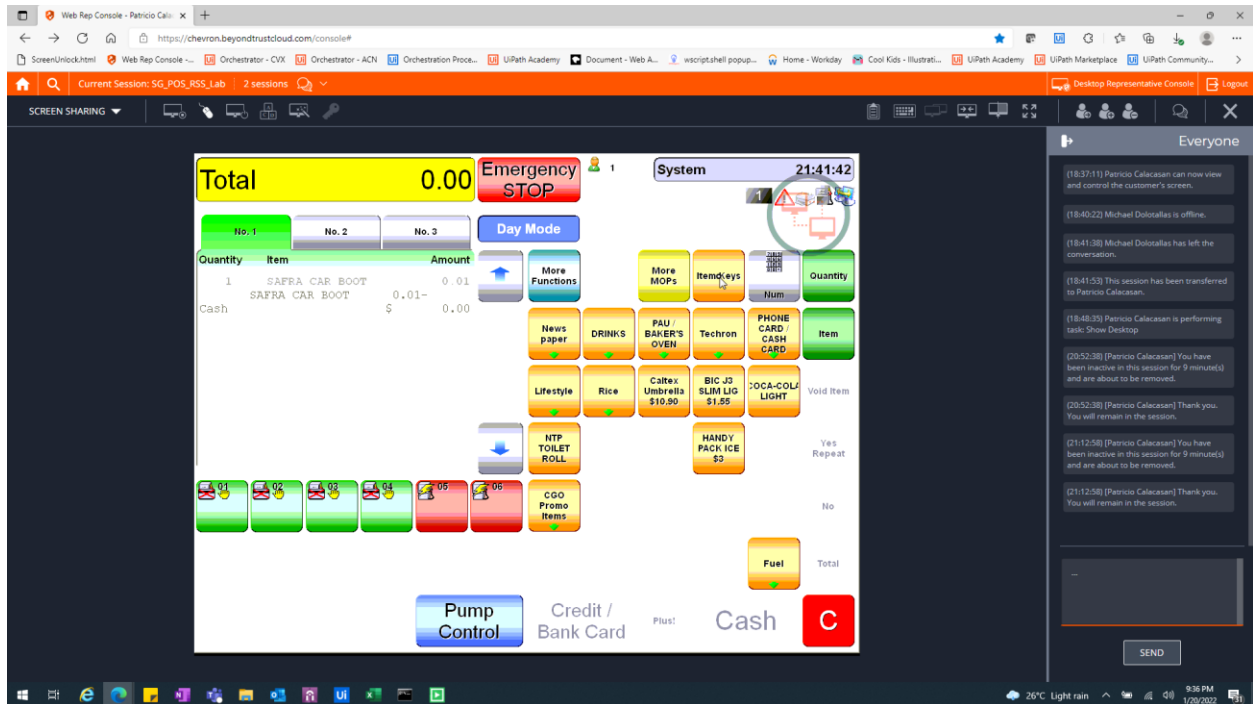 Web Rep Console - Patricio Cala
https://chevron.beyondtrustcloud.com/console#
ScreenUnlock.html
Web Rep Console -...
Orchestrator - CVX
Orchestrator - ACN
Orchestration Proce...
UiPath Academy
Document - Web A...
wscript.shell popup...
Home - Workday
Cool Kids - Illustrati...
UiPath Academy
UiPath Marketplace
UiPath Community...
Current Session: SG_POS_RSS_Lab
2 sessions
Desktop Representative Console
Logout
SCREEN SHARING
Everyone
Total 0.00
Emergency
STOP
1
System 21:41:42
1
No. 1
No. 2
No. 3
Day Mode
Quantity Item Amount
1 SAFRA CAR BOOT 0.01
SAFRA CAR BOOT 0.01-
Cash $ 0.00
More
Functions
More
MOPs
ItemKeys
Num
Quantity
News
paper
DRINKS
PAU /
BAKER'S
OVEN
Techron
PHONE
CARD /
CASH
CARD
Item
Lifestyle
Rice
Caltex
Umbrella
$10.90
BIC J3
SLIM LIG
$1.55
COCA-COLA
LIGHT
Void Item
NTP
TOILET
ROLL
HANDY
PACK ICE
$3
Yes
Repeat
01
02
03
04
05
06
CGO
Promo
Items
No
Fuel
Total
Pump
Control
Credit /
Bank Card
Plus!
Cash
C
(18:37:11) Patricio Calacasan can now view
and control the customer's screen.
(18:40:22) Michael Dolotallas is offline.
(18:41:38) Michael Dolotallas has left the
conversation.
(18:41:53) This session has been transferred
to Patricio Calacasan.
(18:48:35) Patricio Calacasan is performing
task: Show Desktop
(20:52:38) [Patricio Calacasan] You have
been inactive in this session for 9 minute(s)
and are about to be removed.
(20:52:38) [Patricio Calacasan] Thank you.
You will remain in the session.
(21:12:58) [Patricio Calacasan] You have
been inactive in this session for 9 minute(s)
and are about to be removed.
(21:12:58) [Patricio Calacasan] Thank you.
You will remain in the session.
...
SEND
26°C Light rain
9:36 PM
1/20/2022